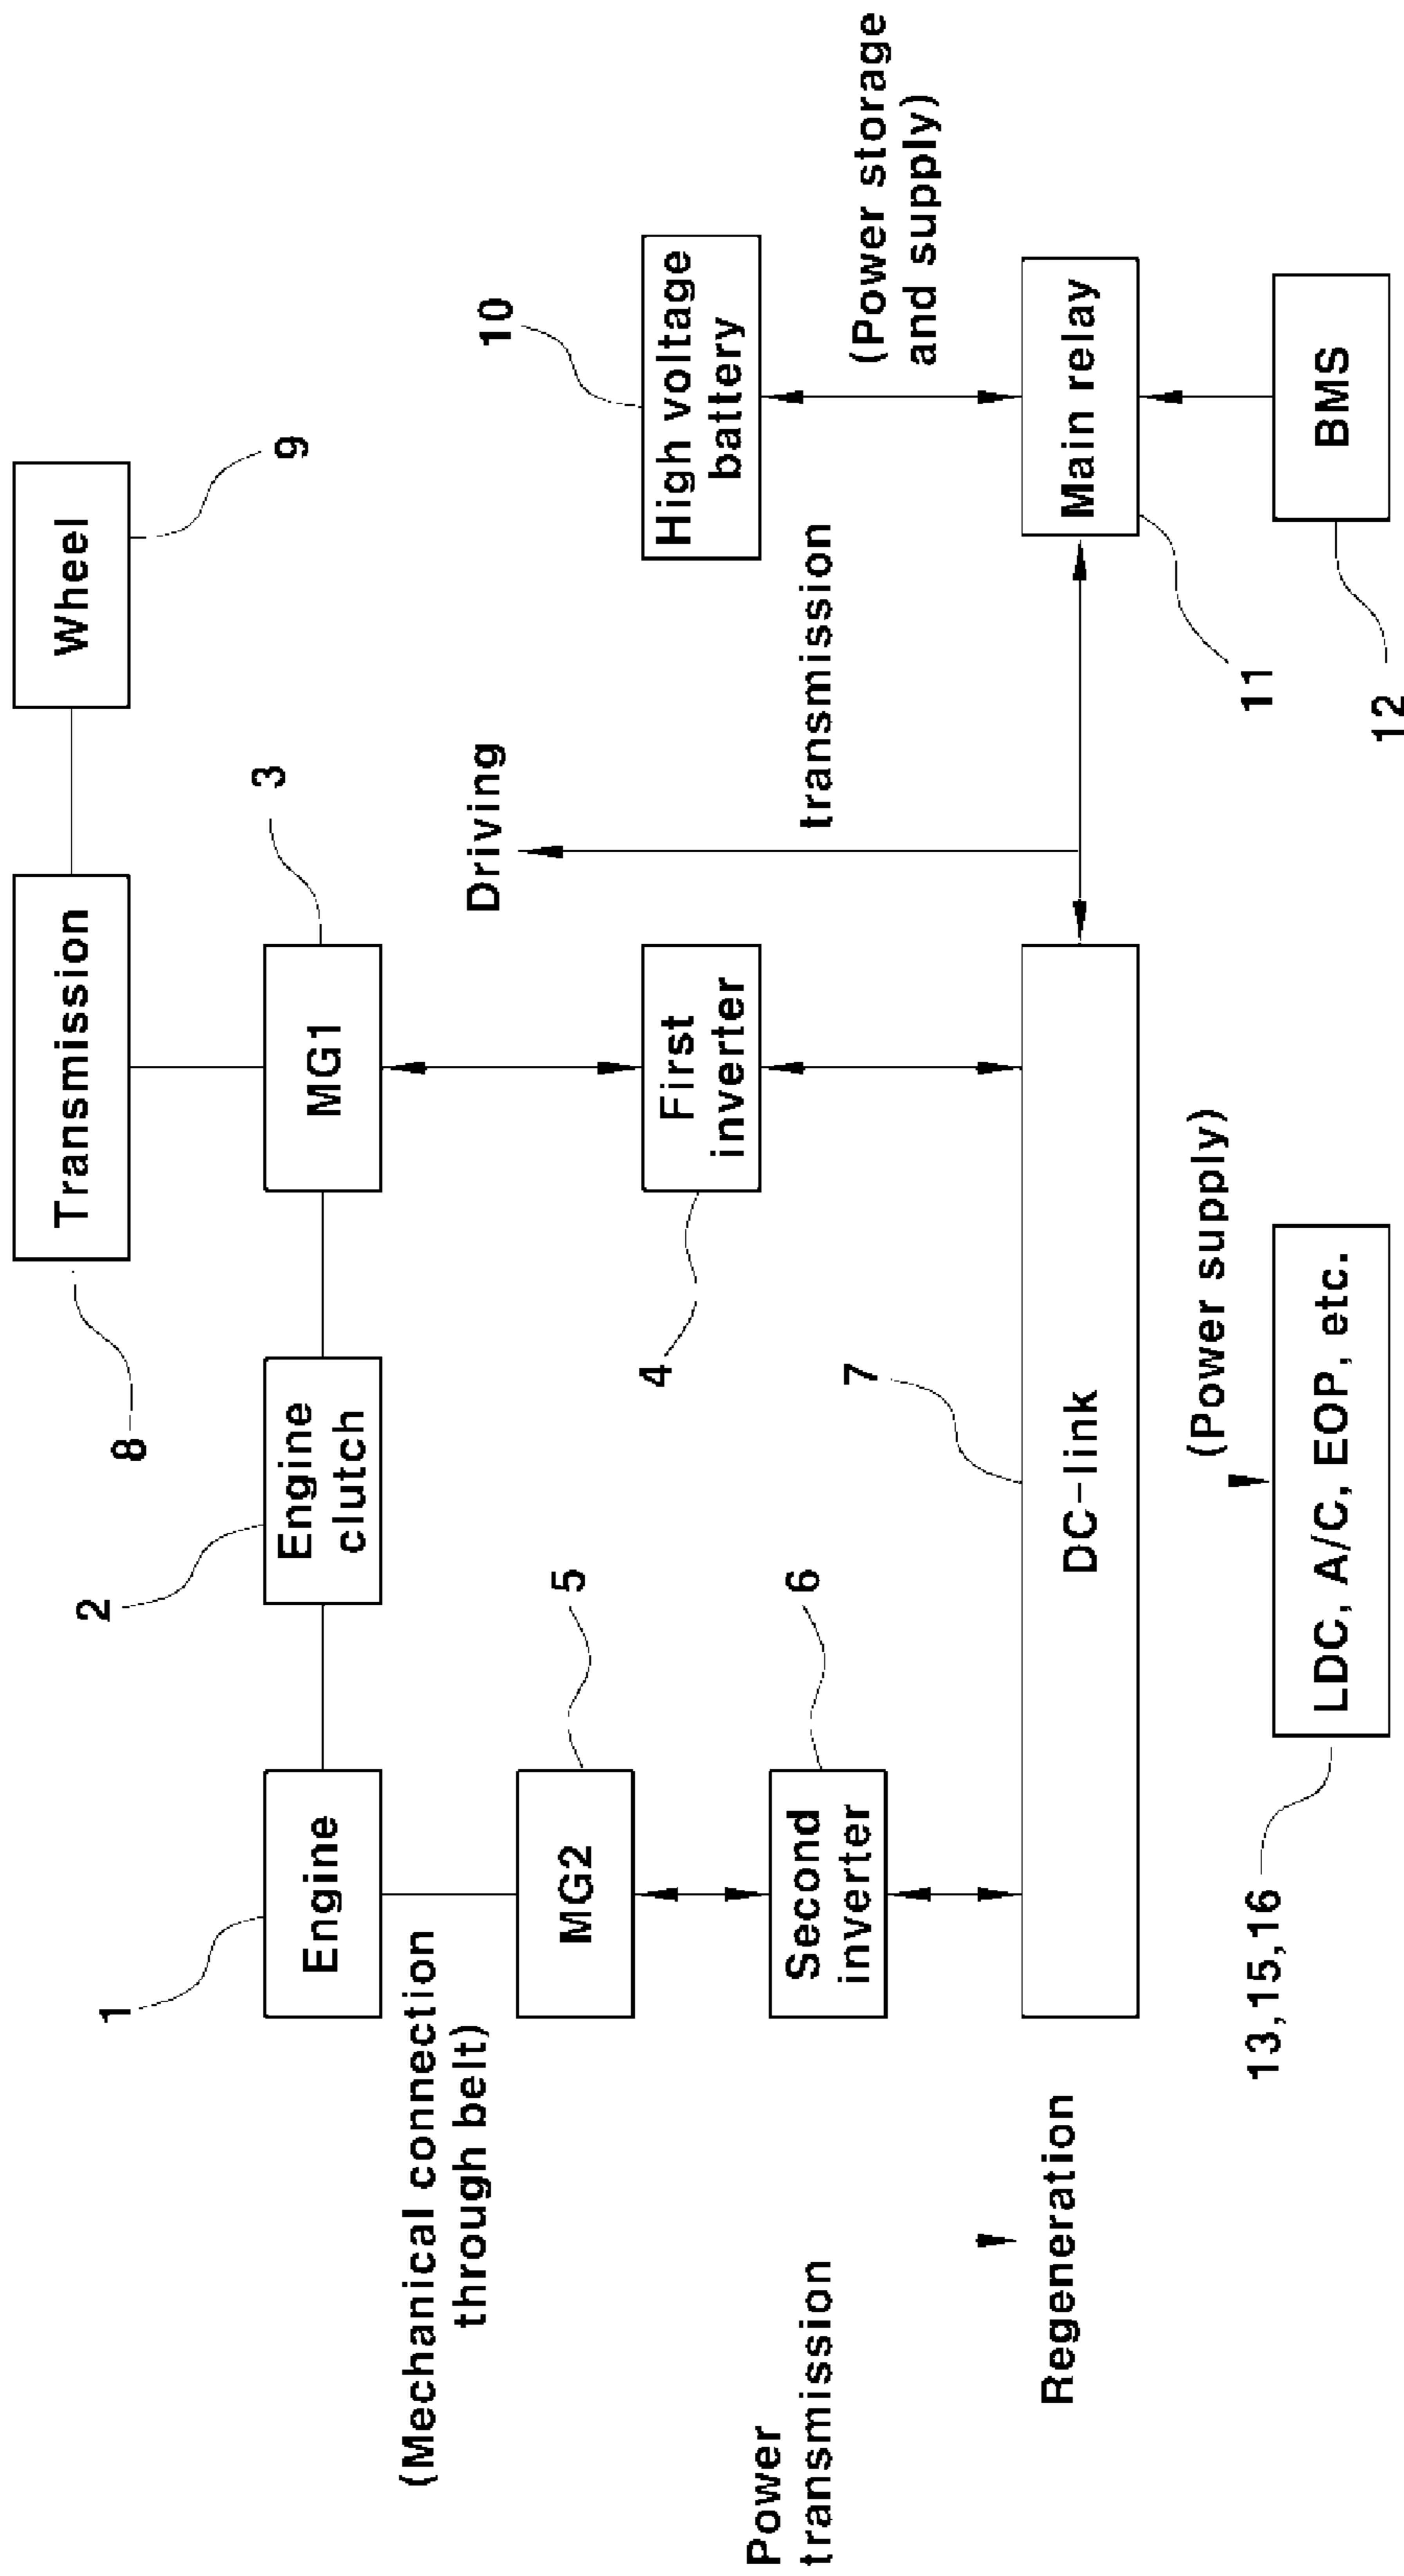 Transmission
Wheel
8
9
2
1
3
Engine
Engine
clutch
MG1
(Mechanical connection
through belt)
Driving
10
5
MG2
High voltage
battery
4
First
inverter
Power
transmission
transmission
6
Second
inverter
(Power storage
and supply)
7
Regeneration
DC-link
Main relay
11
(Power supply)
13,15,16
LDC, A/C, EOP, etc.
BMS
12